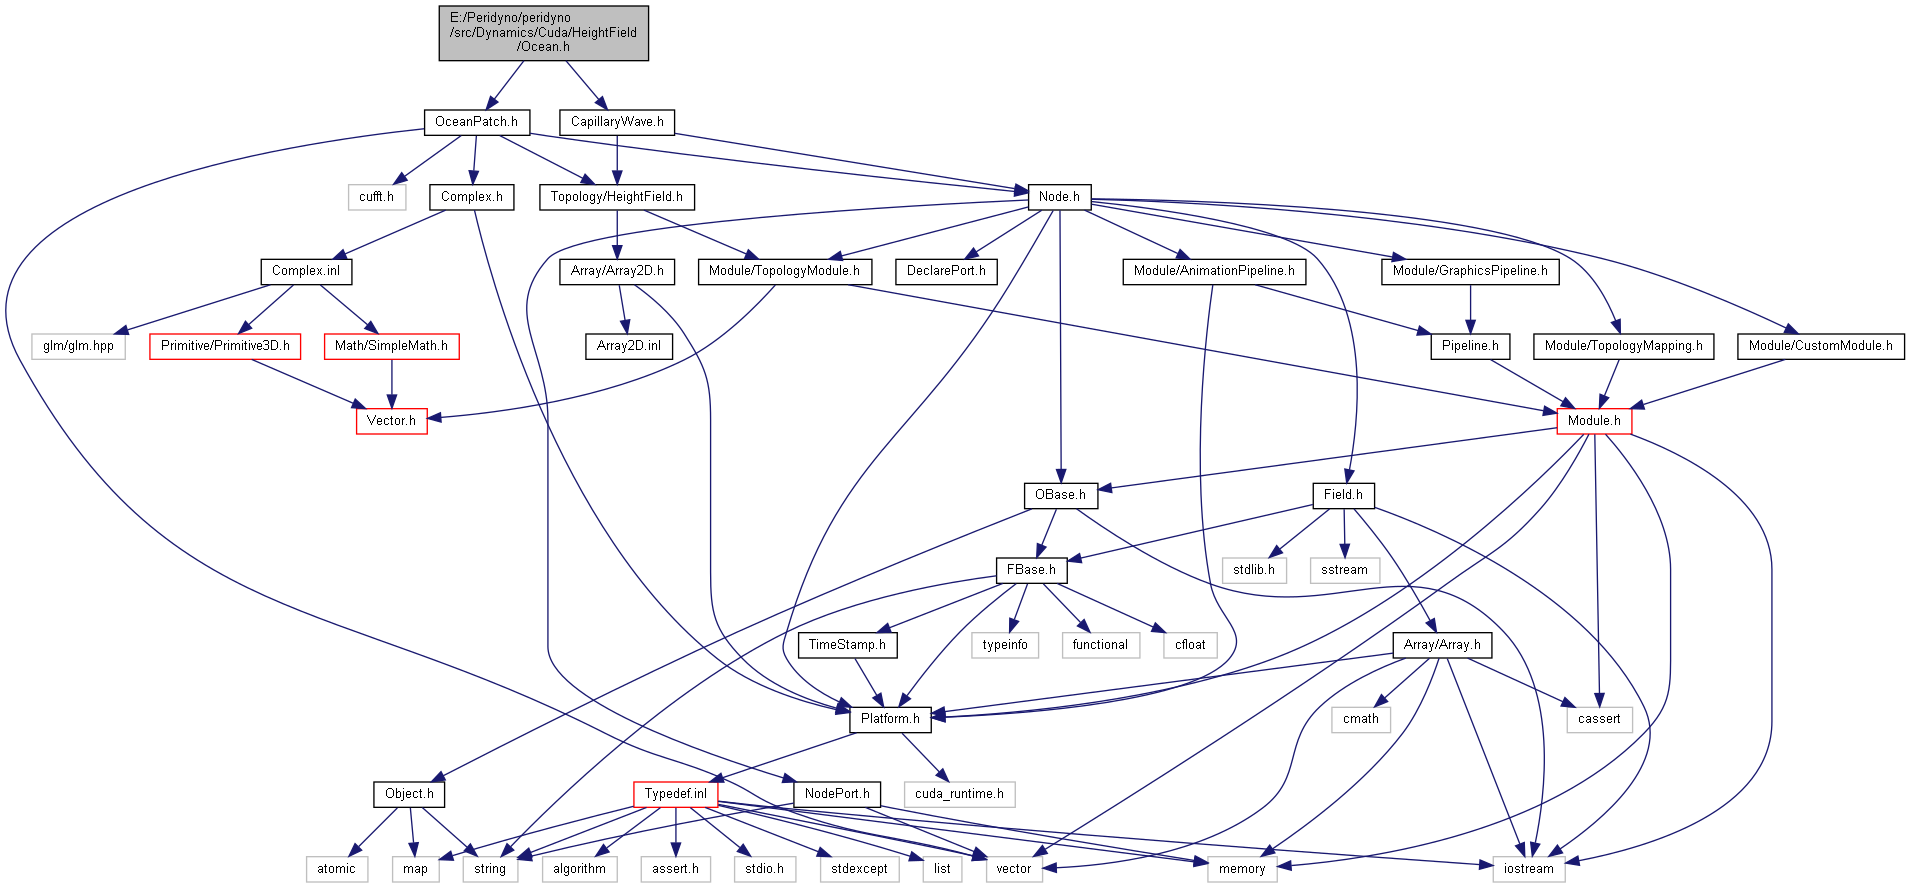 E:/Peridyno/peridyno
/src/Dynamics/Cuda/HeightField
/Ocean.h
OceanPatch.h
CapillaryWave.h
cufft.h
Complex.h
Topology/HeightField.h
Node.h
Complex.inl
Array/Array2D.h
Module/TopologyModule.h
DeclarePort.h
Module/AnimationPipeline.h
Module/GraphicsPipeline.h
glm/glm.hpp
Primitive/Primitive3D.h
Math/SimpleMath.h
Array2D.inl
Pipeline.h
Module/TopologyMapping.h
Module/CustomModule.h
Vector.h
Module.h
OBase.h
Field.h
FBase.h
stdlib.h
sstream
TimeStamp.h
typeinfo
functional
cfloat
Array/Array.h
Platform.h
cmath
cassert
Object.h
Typedef.inl
NodePort.h
cuda_runtime.h
atomic
map
string
algorithm
assert.h
stdio.h
stdexcept
list
vector
memory
iostream